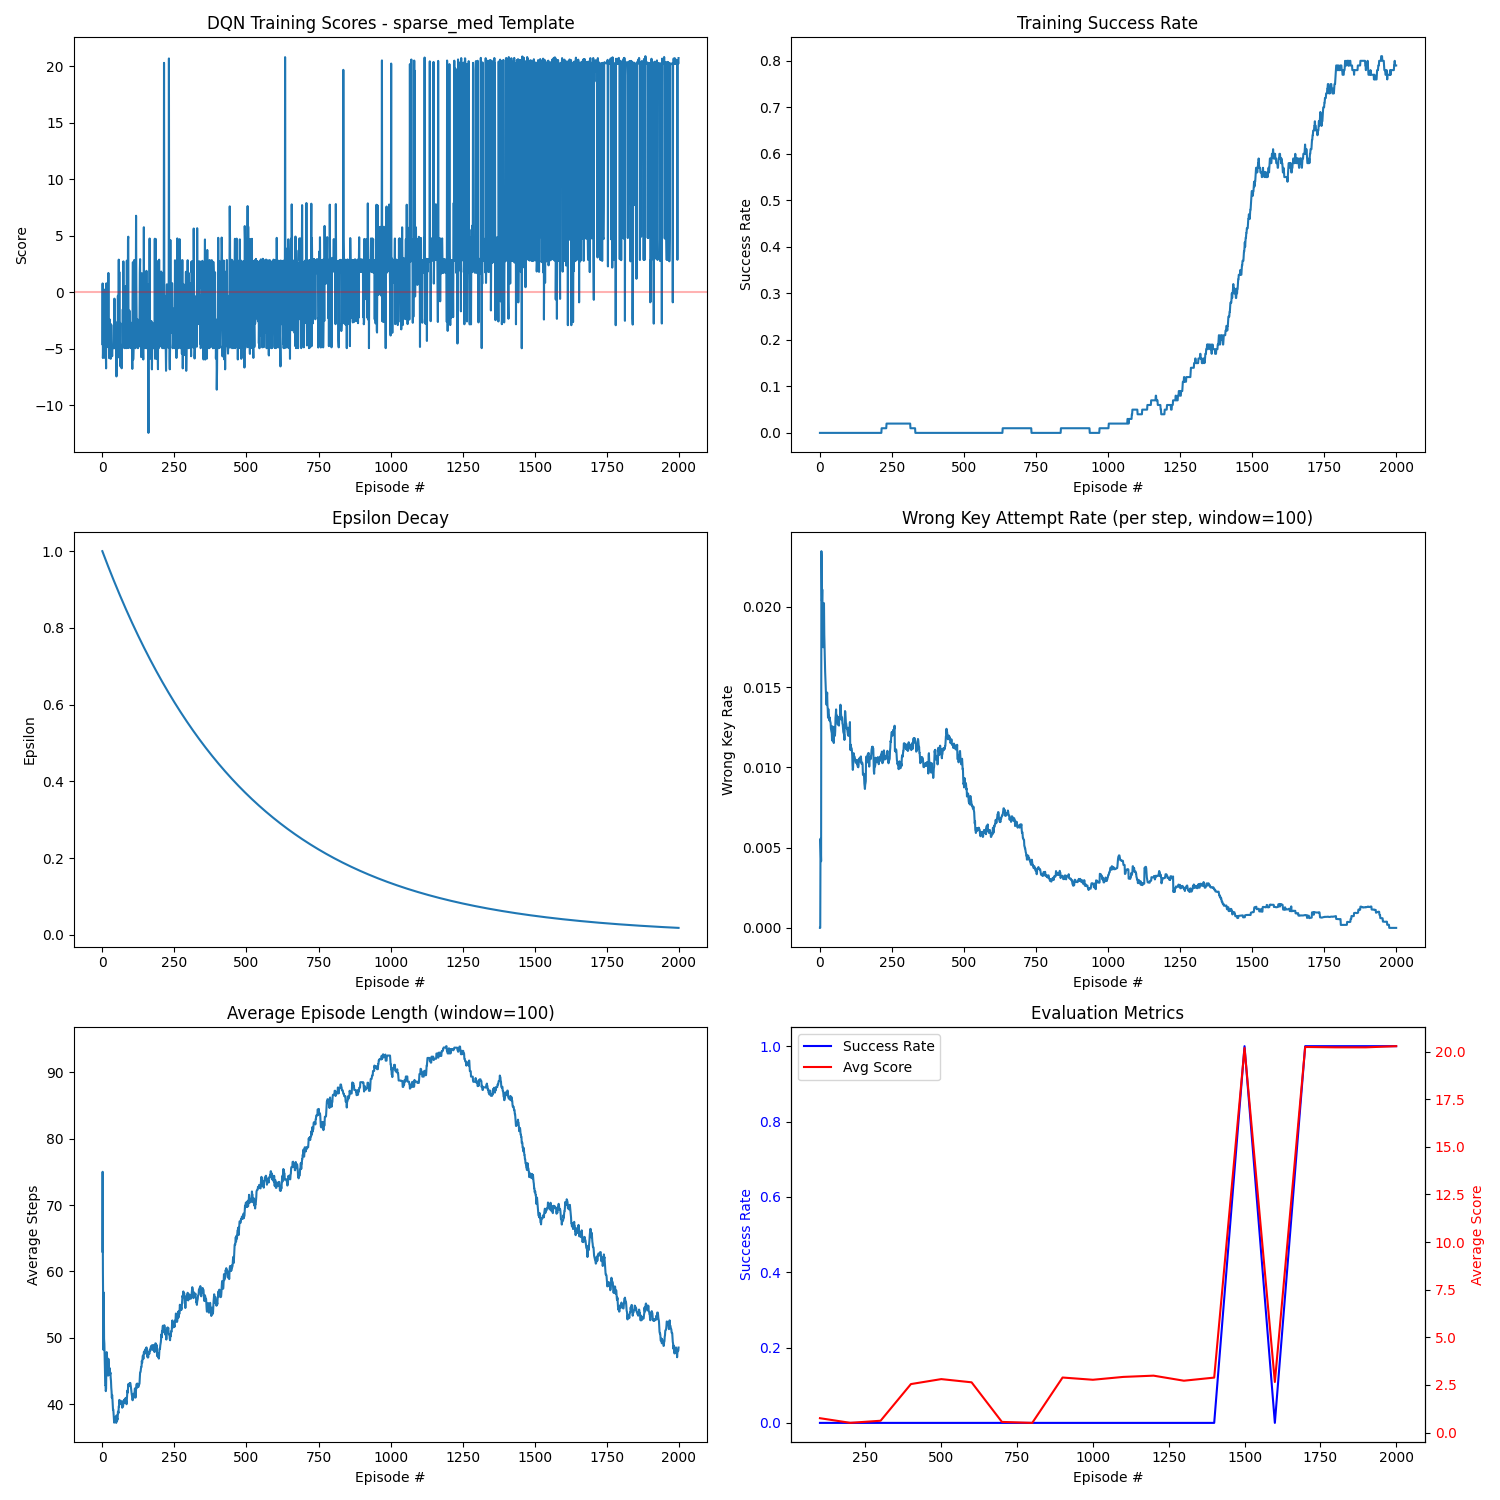 DQN Training Scores - sparse_med Template
Score
20
15
10
5
0
−5
−10
0 250 500 750 1000 1250 1500 1750 2000
Episode #
Training Success Rate
Success Rate
0.8
0.7
0.6
0.5
0.4
0.3
0.2
0.1
0.0
0 250 500 750 1000 1250 1500 1750 2000
Episode #
Epsilon Decay
Epsilon
1.0
0.8
0.6
0.4
0.2
0.0
0 250 500 750 1000 1250 1500 1750 2000
Episode #
Wrong Key Attempt Rate (per step, window=100)
Wrong Key Rate
0.020
0.015
0.010
0.005
0.000
0 250 500 750 1000 1250 1500 1750 2000
Episode #
Average Episode Length (window=100)
Average Steps
90
80
70
60
50
40
0 250 500 750 1000 1250 1500 1750 2000
Episode #
Evaluation Metrics
Success Rate
Avg Score
Success Rate
1.0
0.8
0.6
0.4
0.2
0.0
250 500 750 1000 1250 1500 1750 2000
Episode #
20.0
17.5
15.0
12.5
10.0
7.5
5.0
2.5
0.0
Average Score